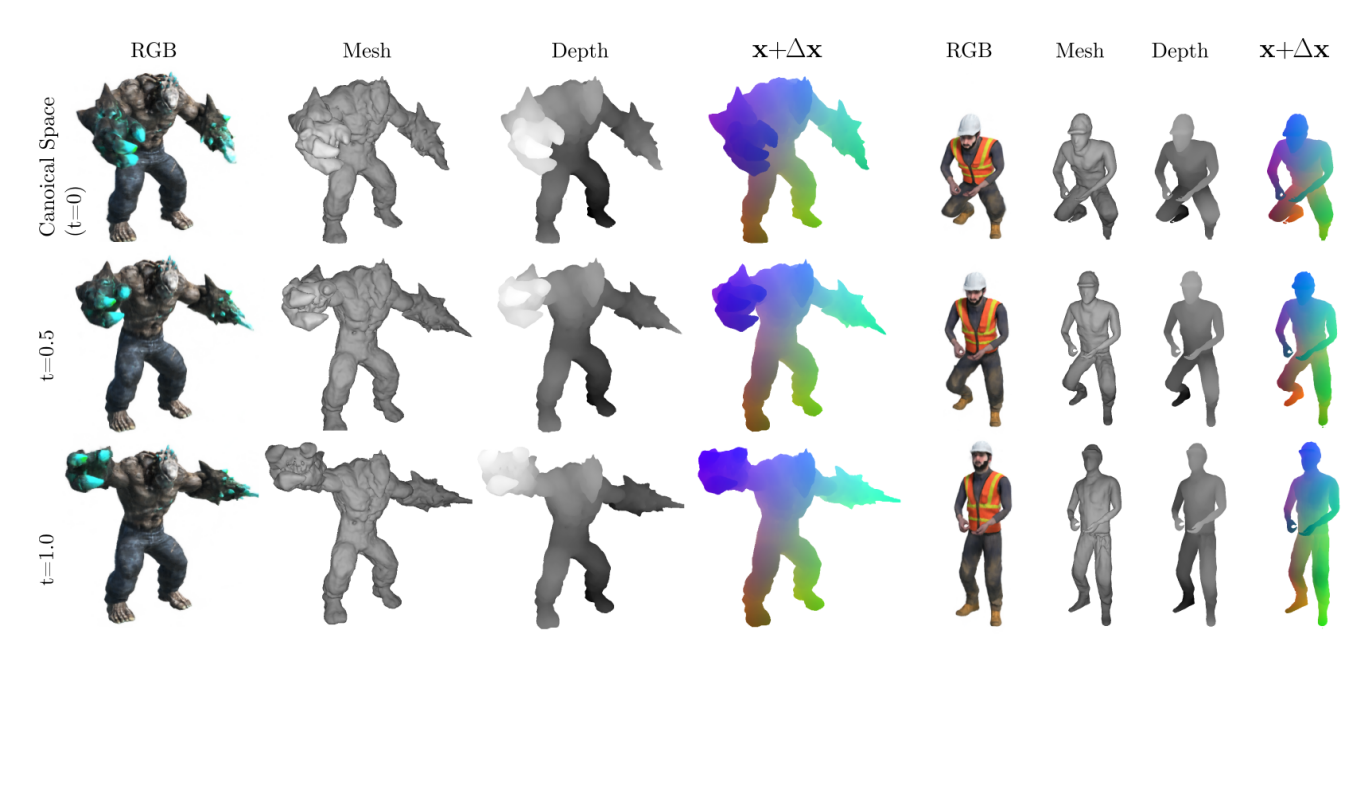 RGB Mesh Depth x+Δx RGB Mesh Depth x+Δx
Canoical Space
(t=0)
t=0.5
t=1.0